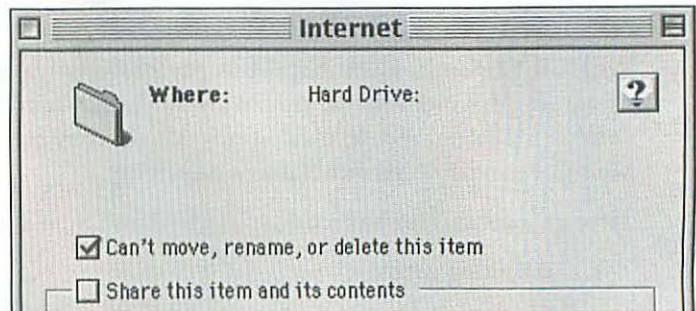 Internet
Where: Hard Drive:
?
Can't move, rename, or delete this item
Share this item and its contents